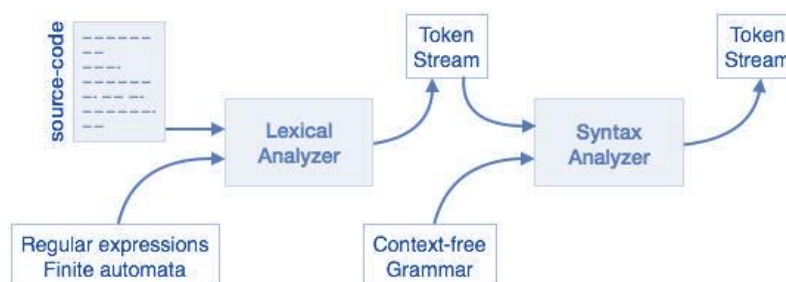 source-code
Token
Stream
Token
Stream
Lexical
Analyzer
Syntax
Analyzer
Regular expressions
Finite automata
Context-free
Grammar